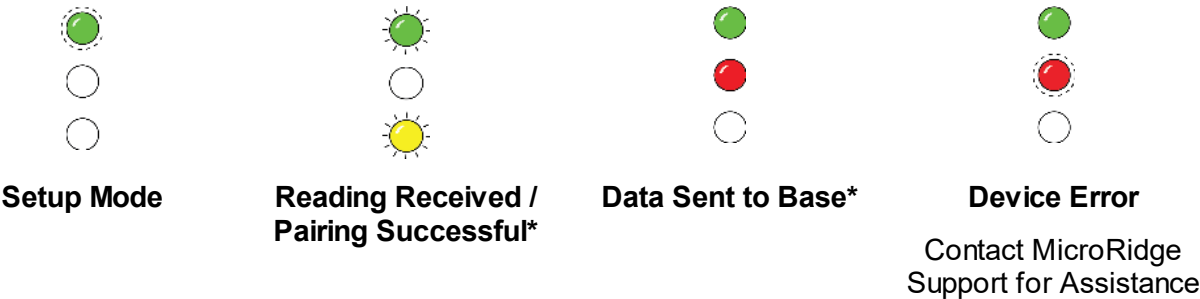 Setup Mode
Reading Received /
Pairing Successful*
Data Sent to Base*
Device Error
Contact MicroRidge
Support for Assistance